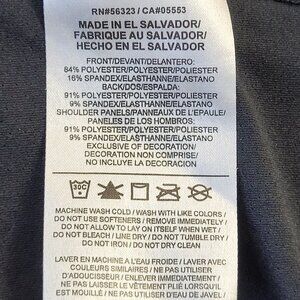 RN#56323 / CA#05553
MADE IN EL SALVADOR/
FABRIQUE AU SALVADOR/
HECHO EN EL SALVADOR
FRONT/DEVANT/DELANTERO:
84% POLYESTER/POLYESTER/POLIESTER
16% SPANDEX/ELASTHANNE/ELASTANO
BACK/DOS/ESPALDA:
91% POLYESTER/POLYESTER/POLIESTER
9% SPANDEX/ELASTHANNE/ELASTANO
SHOULDER PANELS/PANNEAUX DE L'EPAULE/
PANELES DE LOS HOMBROS:
91% POLYESTER/POLYESTER/POLIESTER
9% SPANDEX/ELASTHANNE/ELASTANO
EXCLUSIVE OF DECORATION/
DECORATION NON COMPRISE/
NO INCLUYE LA DECORACION
30C
MACHINE WASH COLD / WASH WITH LIKE COLORS /
DO NOT USE SOFTENERS / REMOVE IMMEDIATELY /
DO NOT ALLOW TO LAY ON ITSELF WHEN WET /
DO NOT BLEACH / LINE DRY / DO NOT TUMBLE DRY /
DO NOT IRON / DO NOT DRY CLEAN
LAVER EN MACHINE A L'EAU FROIDE / LAVER AVEC
COULEURS SIMILAIRES / NE PAS UTILISER
D'ADOUCISSEUR / ENLEVER IMMEDIATEMENT /
NE PAS LAISSER LE VÊTEMENT PLIÉ LORSQU'IL
EST MOUILLÉ / NE PAS UTILISER D'EAU DE JAVEL /